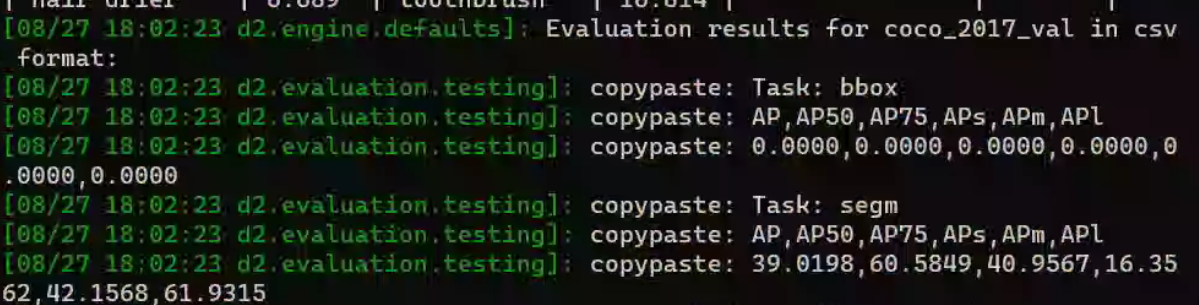 | hair drier | 6.889 | toothbrush | 16.614 | | |
[08/27 18:02:23 d2.engine.defaults]: Evaluation results for coco_2017_val in csv
format:
[08/27 18:02:23 d2.evaluation.testing]: copypaste: Task: bbox
[08/27 18:02:23 d2.evaluation.testing]: copypaste: AP,AP50,AP75,APs,APm,APl
[08/27 18:02:23 d2.evaluation.testing]: copypaste: 0.0000,0.0000,0.0000,0.0000,0
.0000,0.0000
[08/27 18:02:23 d2.evaluation.testing]: copypaste: Task: segm
[08/27 18:02:23 d2.evaluation.testing]: copypaste: AP,AP50,AP75,APs,APm,APl
[08/27 18:02:23 d2.evaluation.testing]: copypaste: 39.0198,60.5849,40.9567,16.35
62,42.1568,61.9315